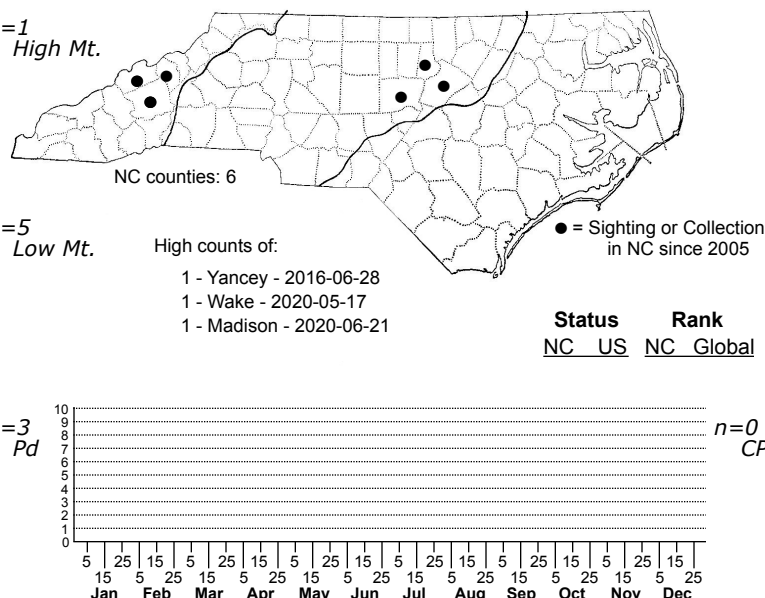 =1
High Mt.
NC counties: 6
=5
Low Mt.
High counts of:
1 - Yancey - 2016-06-28
1 - Wake - 2020-05-17
1 - Madison - 2020-06-21
● = Sighting or Collection
in NC since 2005
Status Rank
NC US NC Global
=3
Pd
10
9
8
7
6
5
4
3
2
1
0
n=0
CP
5 25 15 5 25 15 5 25 15 5 25 15 5 25 15 5 25 15
15 5 25 15 5 25 15 5 25 15 5 25 15 5 25 15 5 25
Jan Feb Mar Apr May Jun Jul Aug Sep Oct Nov Dec